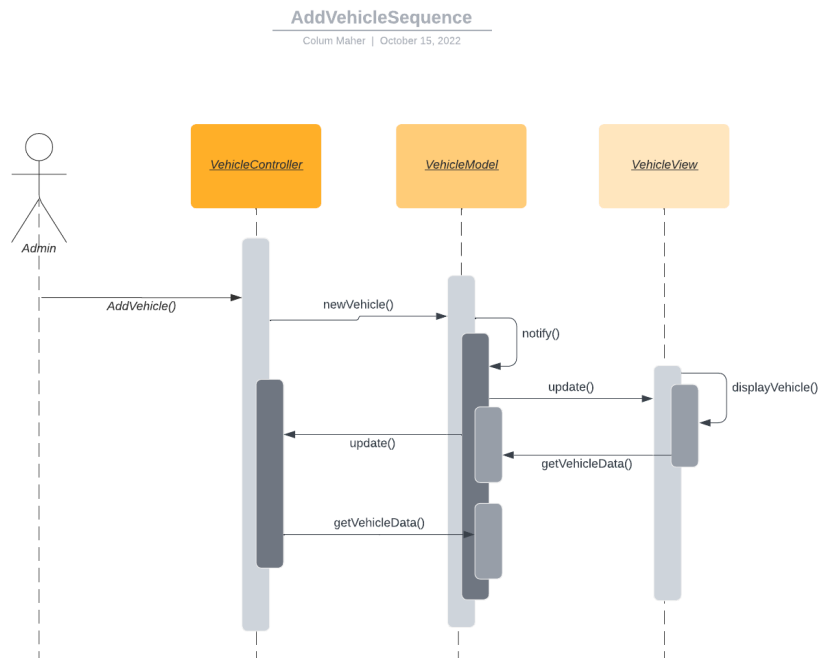 AddVehicleSequence
Colum Maher | October 15, 2022
VehicleController
VehicleModel
VehicleView
Admin
AddVehicle()
newVehicle()
notify()
update()
displayVehicle()
update()
getVehicleData()
getVehicleData()